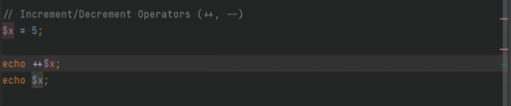 // Increment/Decrement Operators (++, --)
$x = 5;
echo ++$x;
echo $x;